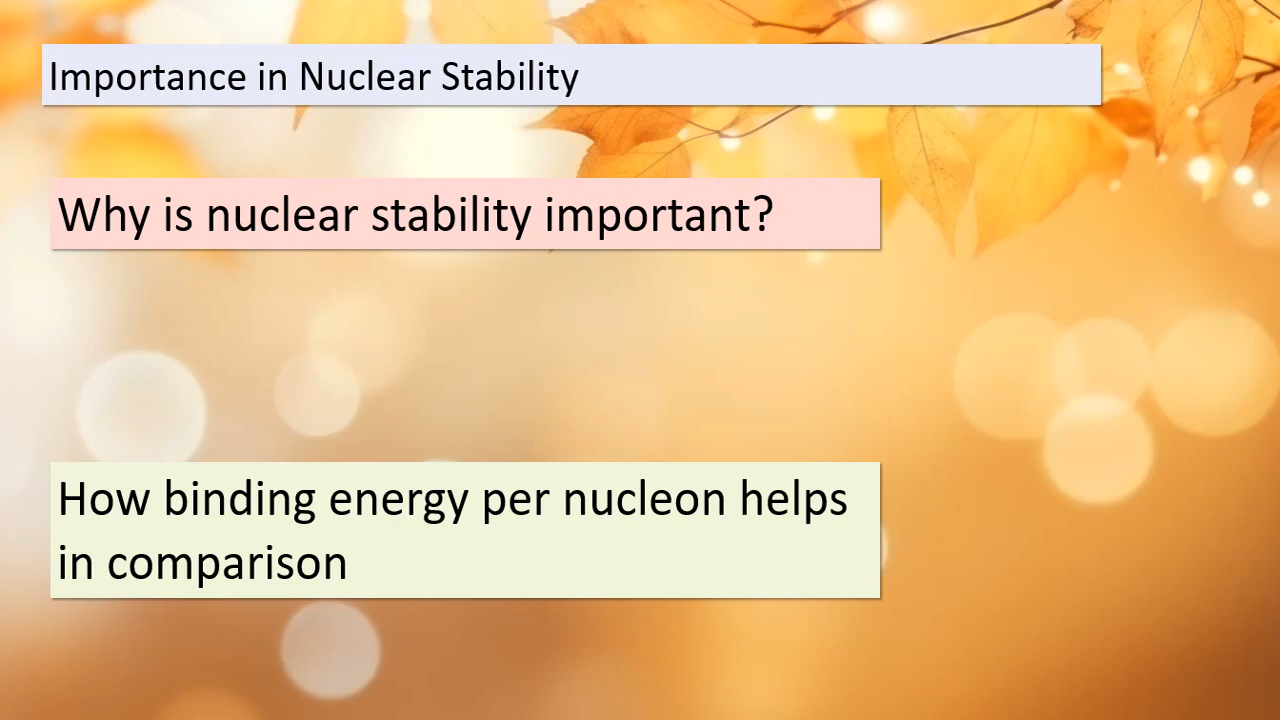 Importance in Nuclear Stability
Why is nuclear stability important?
How binding energy per nucleon helps
in comparison